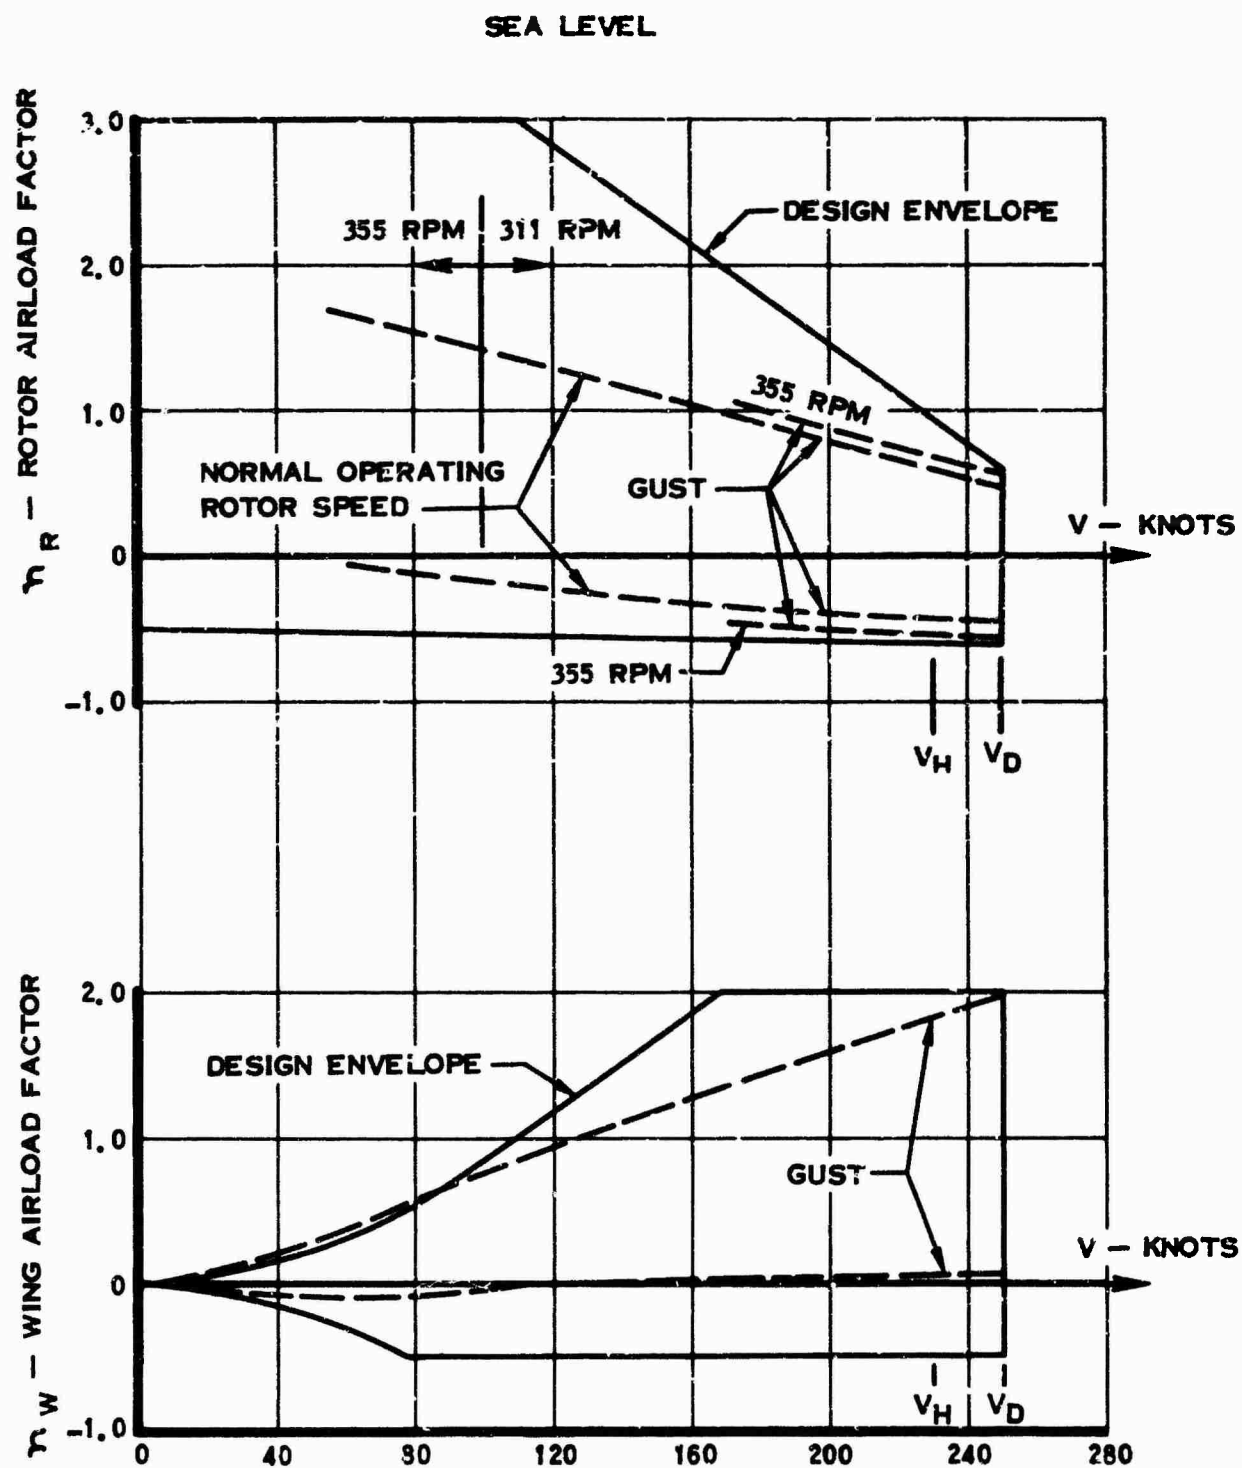 SEA LEVEL
n R — ROTOR AIRLOAD FACTOR
3.0
2.0
1.0
0
-1.0
355 RPM
311 RPM
DESIGN ENVELOPE
355 RPM
NORMAL OPERATING
ROTOR SPEED
GUST
V — KNOTS
355 RPM
VH
VD
n W — WING AIRLOAD FACTOR
2.0
1.0
0
-1.0
DESIGN ENVELOPE
GUST
V — KNOTS
VH
VD
0 40 80 120 160 200 240 280